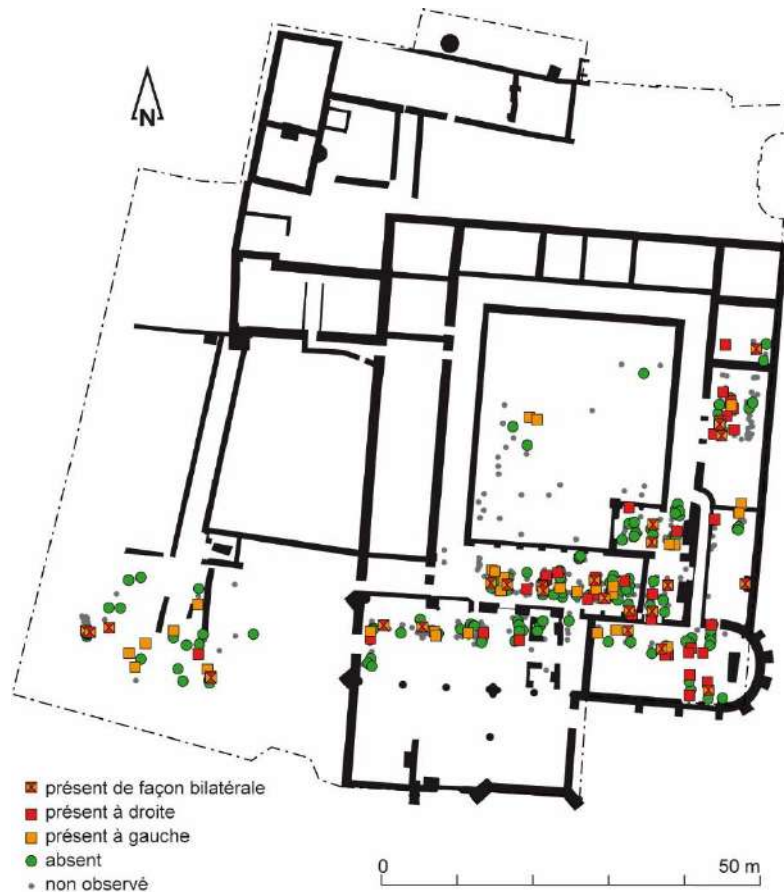 N
présent de façon bilatérale
présent à droite
présent à gauche
absent
non observé
0 50 m